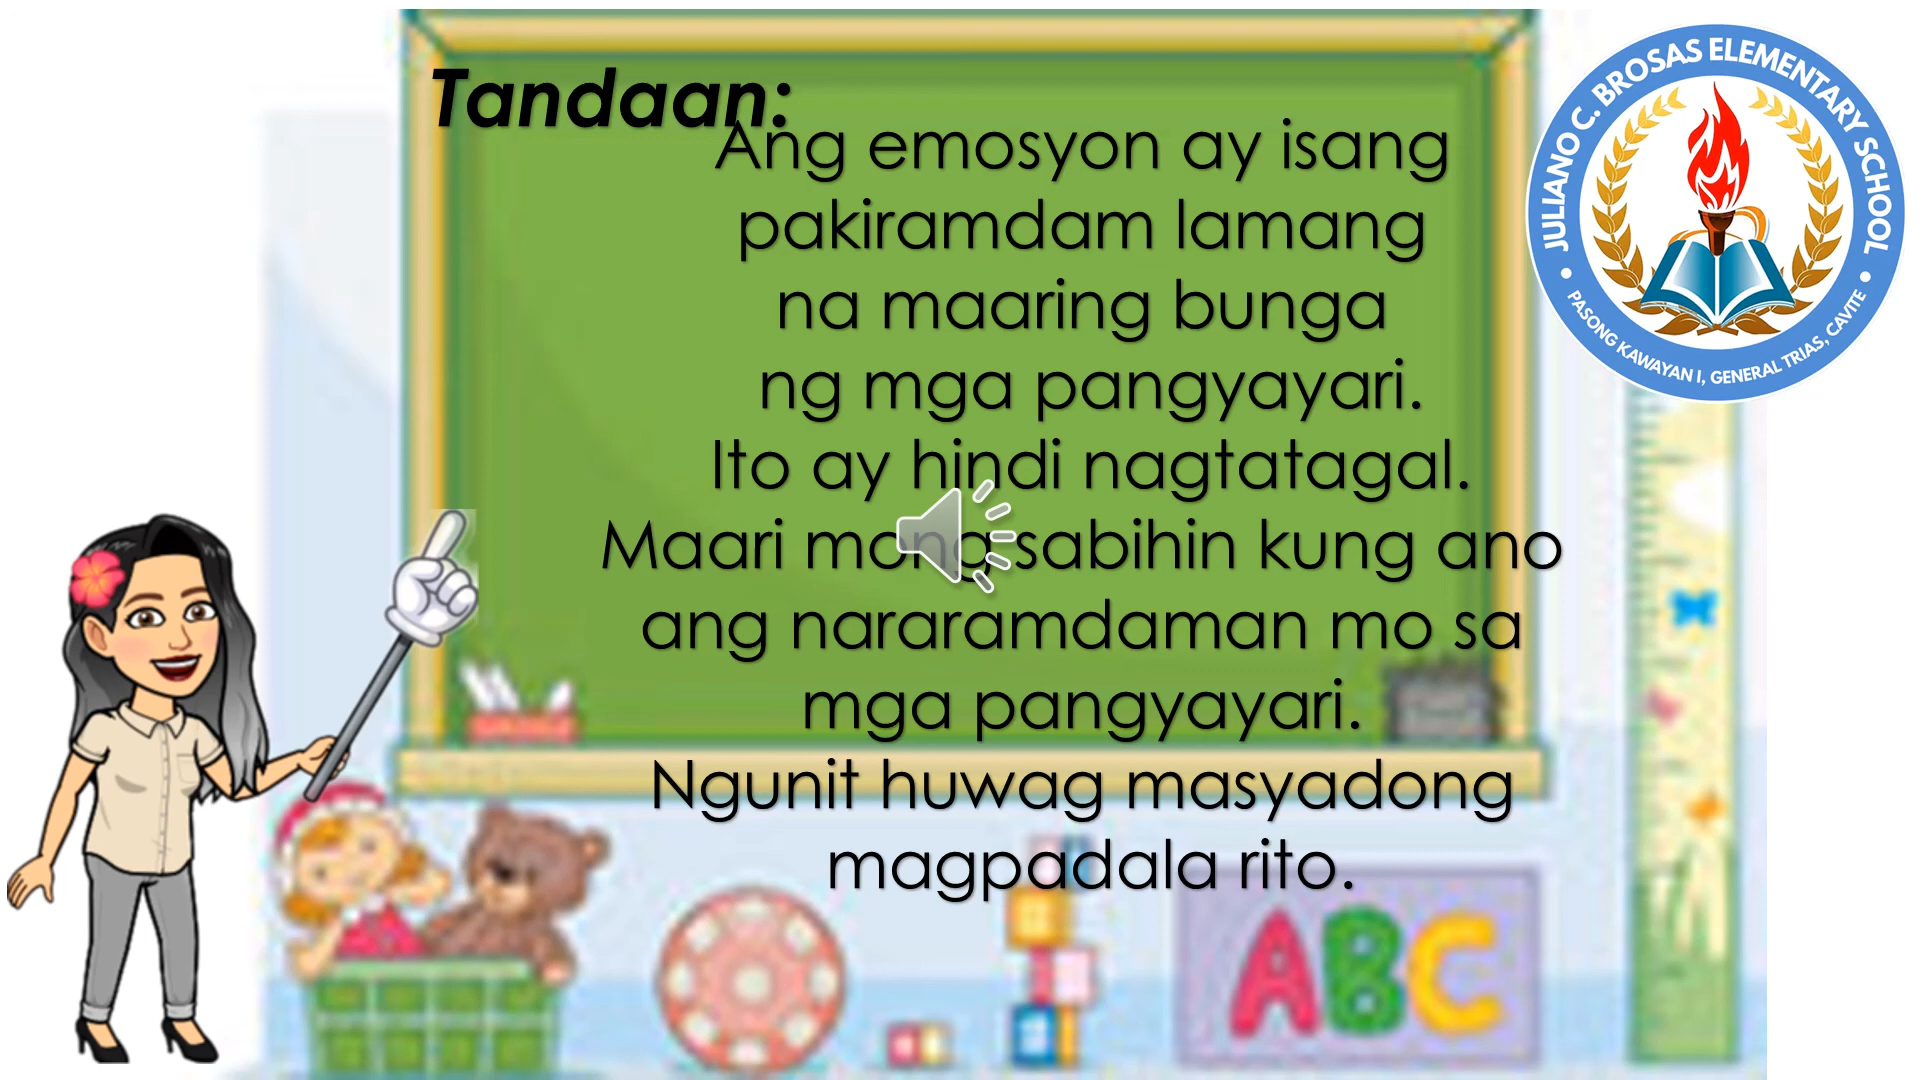 Tandaan:
Ang emosyon ay isang
pakiramdam lamang
na maaring bunga
ng mga pangyayari.
Ito ay hindi nagtatagal.
Maari mong sabihin kung ano
ang nararamdaman mo sa
mga pangyayari.
Ngunit huwag masyadong
magpadala rito.
JULIANO C. BROSAS ELEMENTARY SCHOOL
PASONG KAWAYAN I, GENERAL TRIAS, CAVITE
ABC